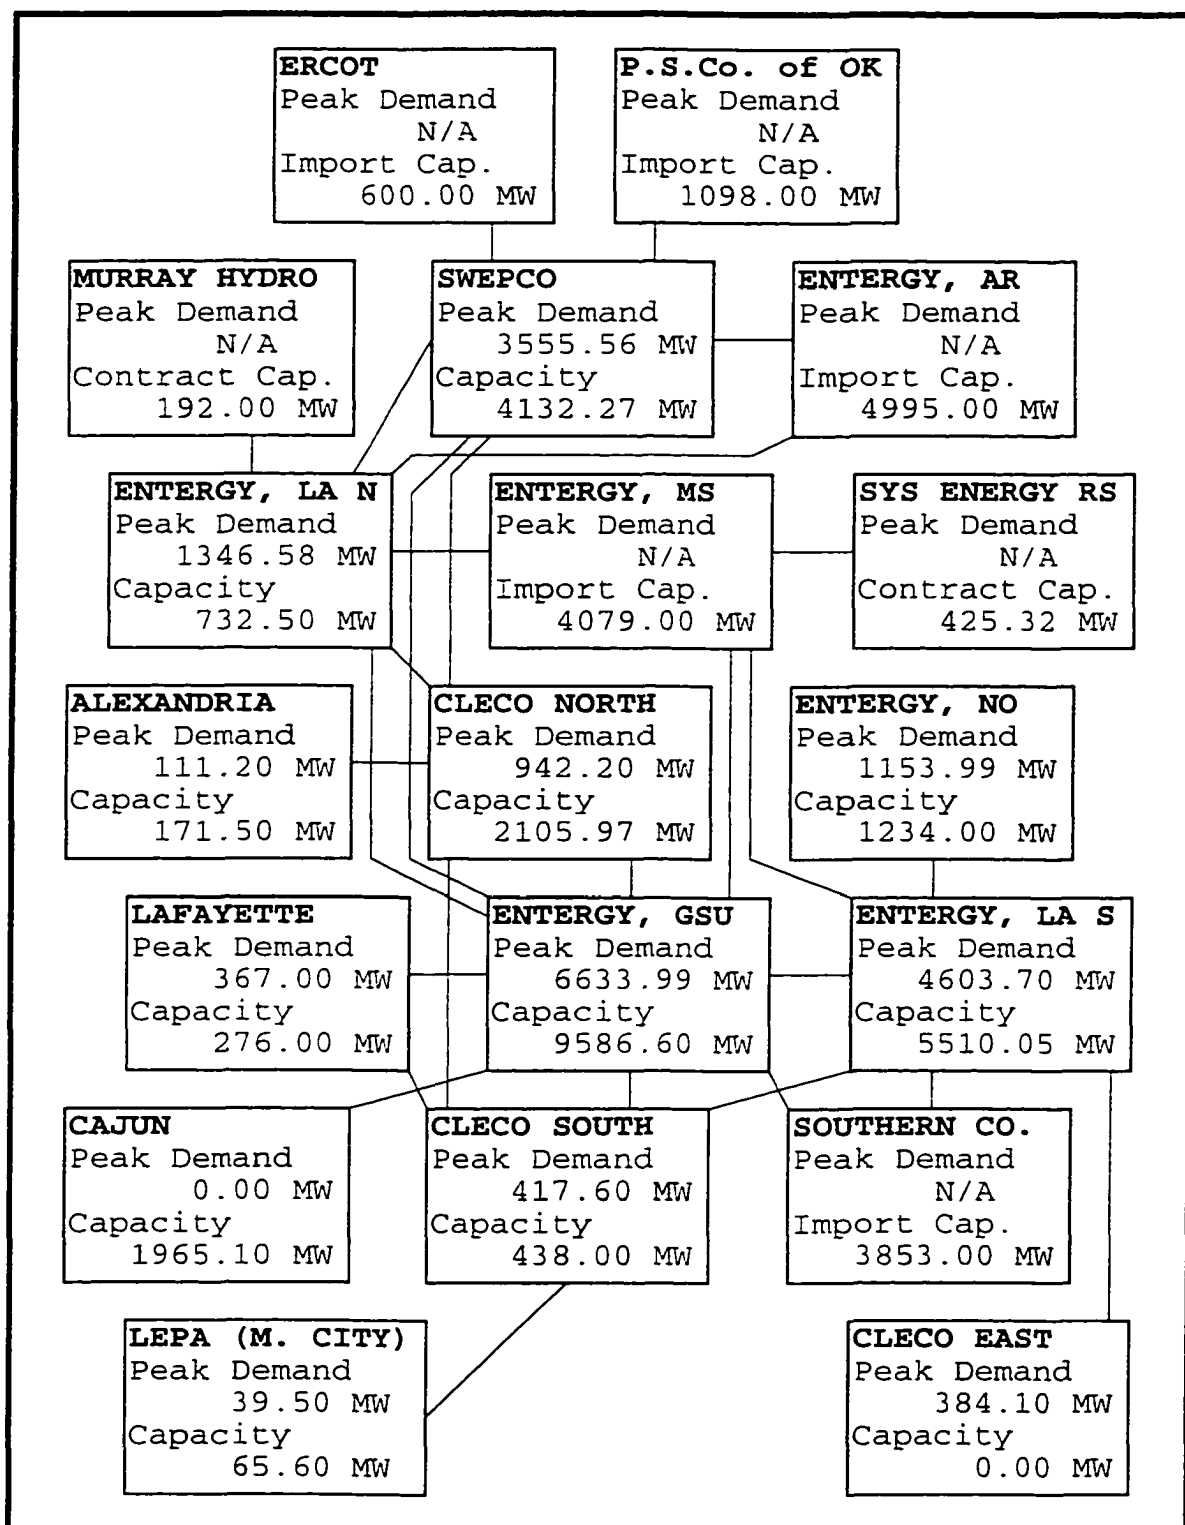 ERCOT
Peak Demand
N/A
Import Cap.
600.00 MW
P.S.Co. of OK
Peak Demand
N/A
Import Cap.
1098.00 MW
MURRAY HYDRO
Peak Demand
N/A
Contract Cap.
192.00 MW
SWEPCO
Peak Demand
3555.56 MW
Capacity
4132.27 MW
ENTERGY, AR
Peak Demand
N/A
Import Cap.
4995.00 MW
ENTERGY, LA N
Peak Demand
1346.58 MW
Capacity
732.50 MW
ENTERGY, MS
Peak Demand
N/A
Import Cap.
4079.00 MW
SYS ENERGY RS
Peak Demand
N/A
Contract Cap.
425.32 MW
ALEXANDRIA
Peak Demand
111.20 MW
Capacity
171.50 MW
CLECO NORTH
Peak Demand
942.20 MW
Capacity
2105.97 MW
ENTERGY, NO
Peak Demand
1153.99 MW
Capacity
1234.00 MW
LAFAYETTE
Peak Demand
367.00 MW
Capacity
276.00 MW
ENTERGY, GSU
Peak Demand
6633.99 MW
Capacity
9586.60 MW
ENTERGY, LA S
Peak Demand
4603.70 MW
Capacity
5510.05 MW
CAJUN
Peak Demand
0.00 MW
Capacity
1965.10 MW
CLECO SOUTH
Peak Demand
417.60 MW
Capacity
438.00 MW
SOUTHERN CO.
Peak Demand
N/A
Import Cap.
3853.00 MW
LEPA (M. CITY)
Peak Demand
39.50 MW
Capacity
65.60 MW
CLECO EAST
Peak Demand
384.10 MW
Capacity
0.00 MW